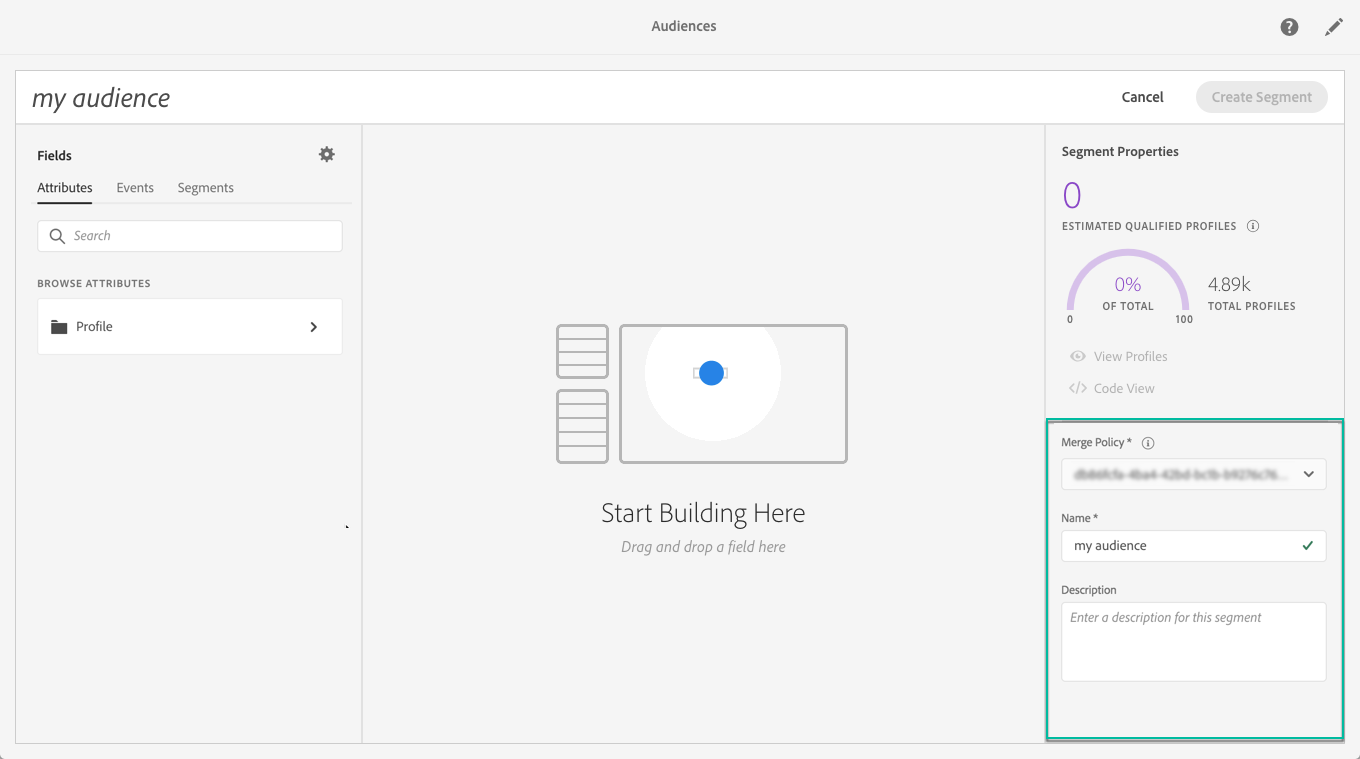 Audiences
my audience
Cancel
Create Segment
Fields
Attributes
Events
Segments
Search
BROWSE ATTRIBUTES
Profile
Start Building Here
Drag and drop a field here
Segment Properties
0
ESTIMATED QUALIFIED PROFILES
0%
OF TOTAL
0
100
4.89k
TOTAL PROFILES
View Profiles
</> Code View
Merge Policy *
Name *
my audience
Description
Enter a description for this segment